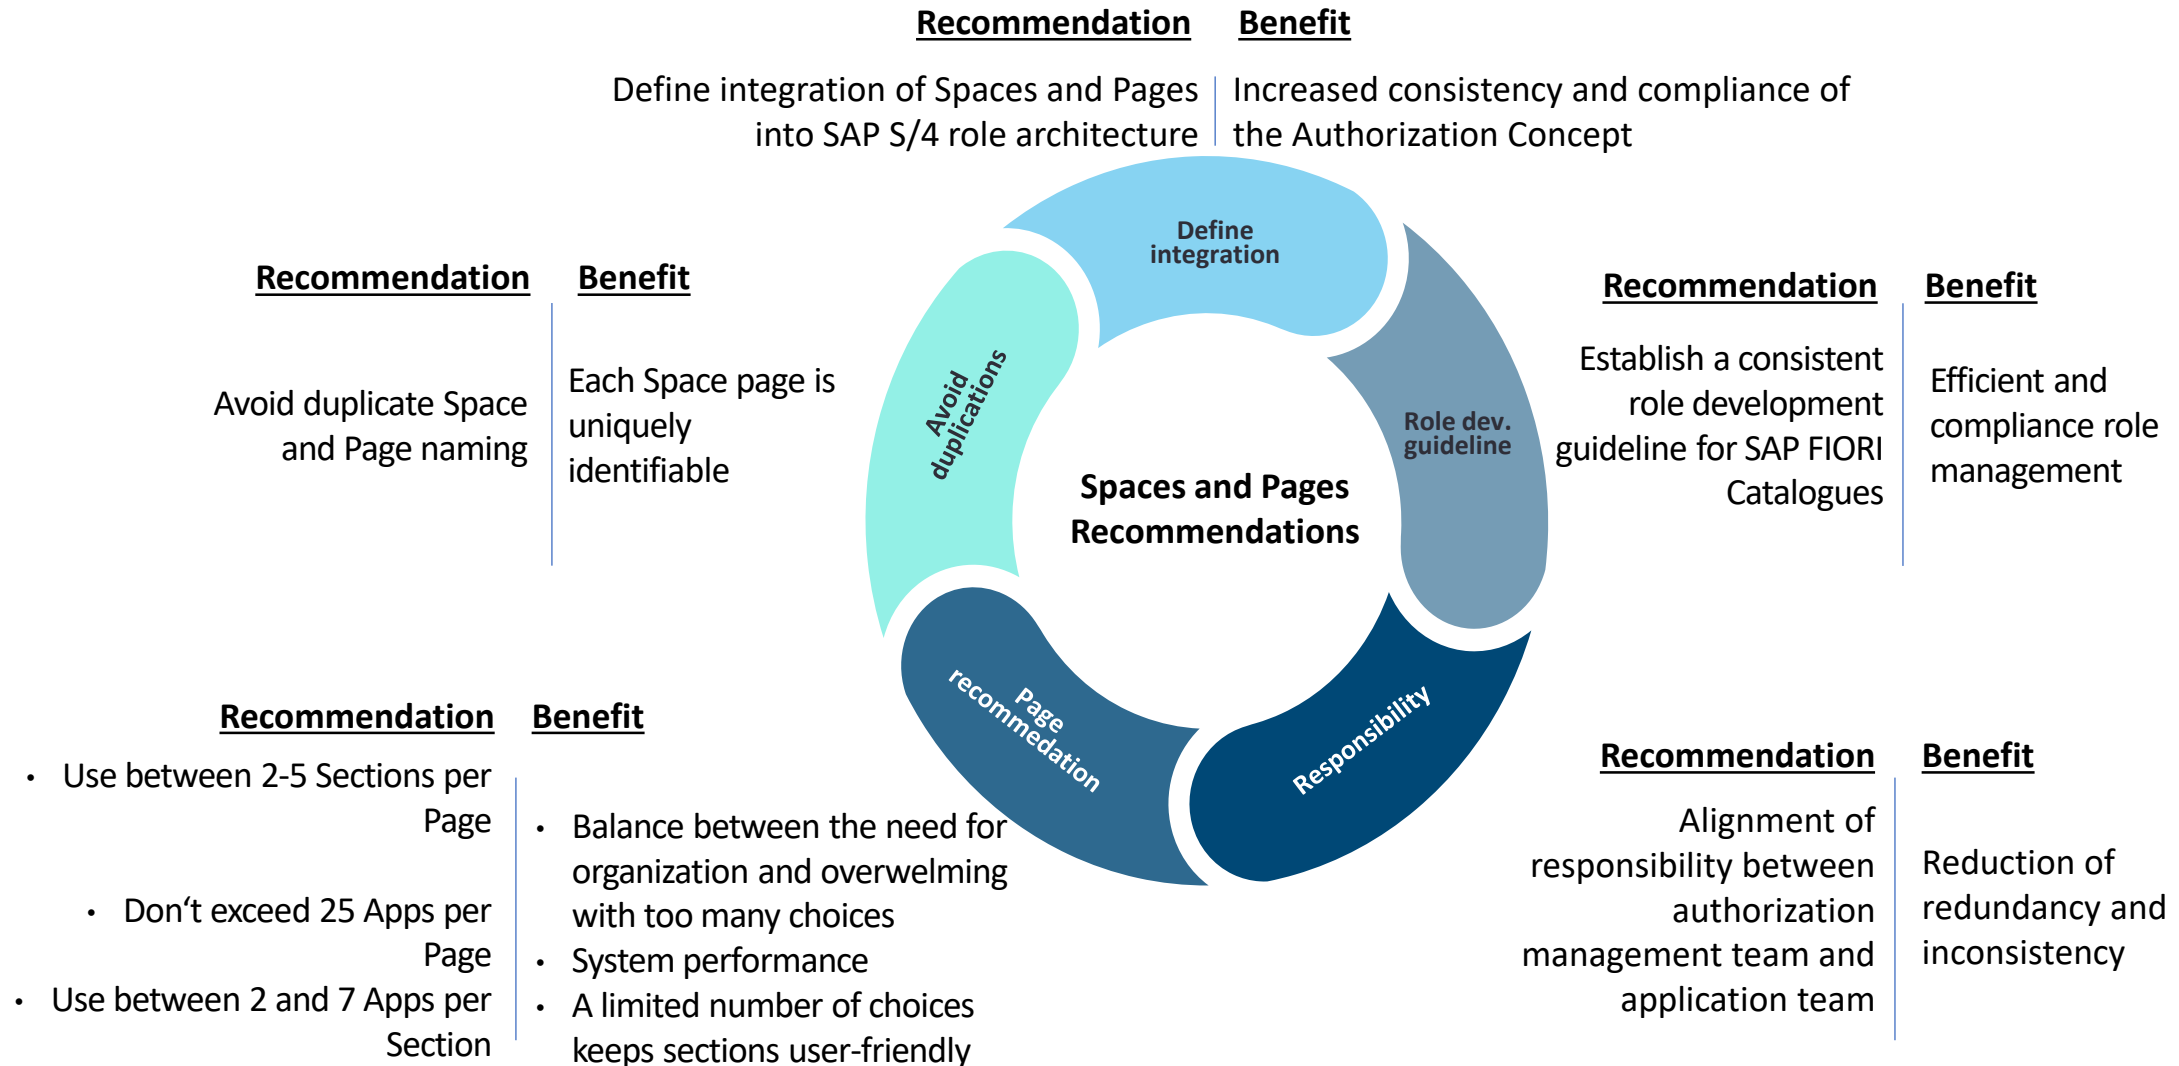 Recommendation
Benefit
Define integration of Spaces and Pages
into SAP S/4 role architecture
Increased consistency and compliance of
the Authorization Concept
Define
integration
Recommendation
Benefit
Avoid duplicate Space
and Page naming
Each Space page is
uniquely
identifiable
Avoid
duplications
Recommendation
Benefit
Establish a consistent
role development
guideline for SAP FIORI
Catalogues
Efficient and
compliance role
management
Role dev.
guideline
Spaces and Pages
Recommendations
Page
recommedation
Responsibility
Recommendation
Benefit
• Use between 2-5 Sections per
Page
• Don‘t exceed 25 Apps per
Page
• Use between 2 and 7 Apps per
Section
• Balance between the need for
organization and overwelming
with too many choices
• System performance
• A limited number of choices
keeps sections user-friendly
Recommendation
Benefit
Alignment of
responsibility between
authorization
management team and
application team
Reduction of
redundancy and
inconsistency